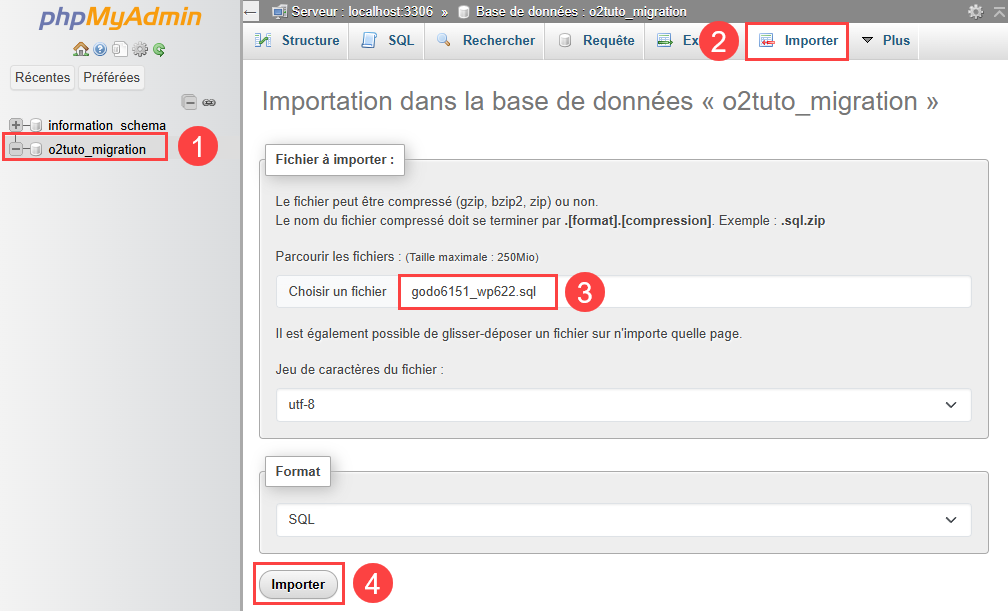 phpMyAdmin
Récentes Préférées
information_schema
o2tuto_migration
1
Serveur : localhost:3306 » Base de données : o2tuto_migration
Structure SQL Rechercher Requête Ex 2 Importer Plus
Importation dans la base de données « o2tuto_migration »
Fichier à importer :
Le fichier peut être compressé (gzip, bzip2, zip) ou non.
Le nom du fichier compressé doit se terminer par .[format].[compression]. Exemple : .sql.zip
Parcourir les fichiers : (Taille maximale : 250Mio)
Choisir un fichier godo6151_wp622.sql 3
Il est également possible de glisser-déposer un fichier sur n'importe quelle page.
Jeu de caractères du fichier :
utf-8
Format
SQL
Importer 4